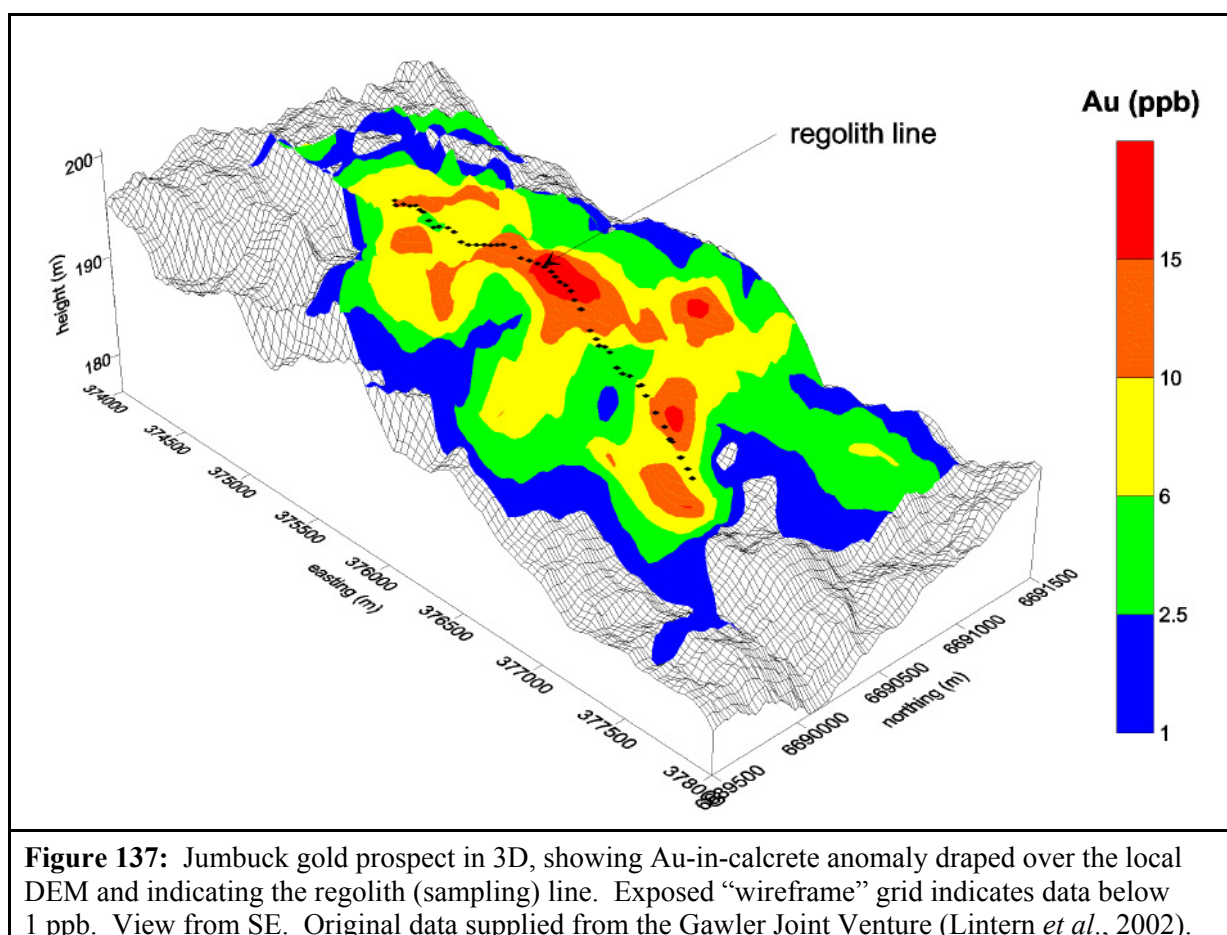 Au (ppb)
regolith line
200
190
180
height (m)
374000
374500
375000
375500
376000
376500
377000
377500
easting (m)
6690000
6690500
6691000
6691500
northing (m)
15
10
6
2.5
1
Figure 137: Jumbuck gold prospect in 3D, showing Au-in-calcrete anomaly draped over the local
DEM and indicating the regolith (sampling) line. Exposed “wireframe” grid indicates data below
1 ppb. View from SE. Original data supplied from the Gawler Joint Venture (Lintern et al., 2002).